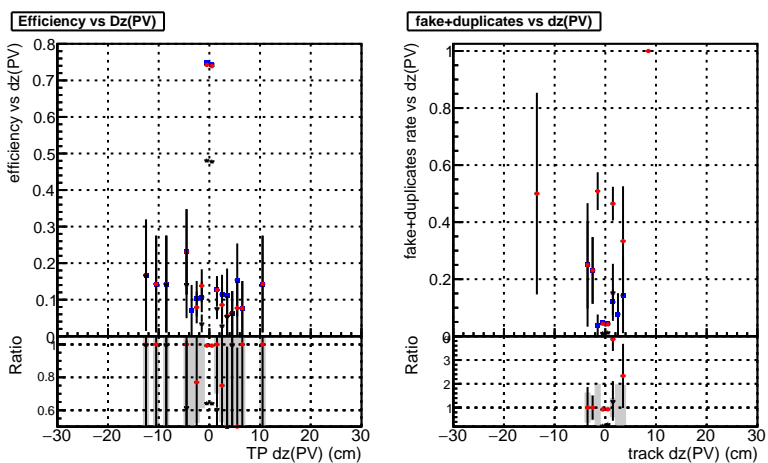 Efficiency vs Dz(PV)
efficiency vs dz(PV)
0.8
0.7
0.6
0.5
0.4
0.3
0.2
0.1
0
Ratio
0.8
0.6
−30 −20 −10 0 10 20 30
TP dz(PV) (cm)
fake+duplicates vs dz(PV)
fake+duplicates rate vs dz(PV)
1
0.8
0.6
0.4
0.2
0
Ratio
3
2
1
−30 −20 −10 0 10 20 30
track dz(PV) (cm)